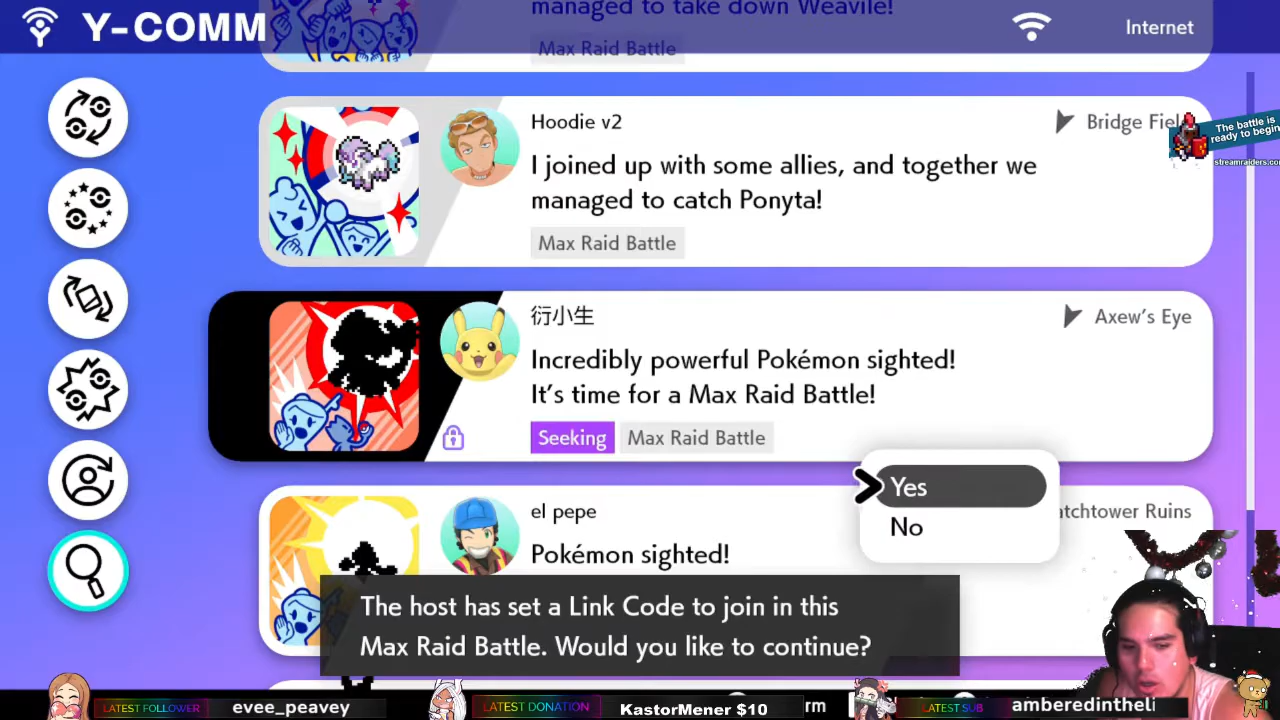 Y-COMM
Internet
managed to take down Weavile!
Max Raid Battle
Hoodie v2
Bridge Fiel
The battle is
ready to begin
streamraiders.co
I joined up with some allies, and together we
managed to catch Ponyta!
Max Raid Battle
衍小生
Axew's Eye
Incredibly powerful Pokémon sighted!
It's time for a Max Raid Battle!
Seeking
Max Raid Battle
Yes
No
el pepe
atchtower Ruins
Pokémon sighted!
The host has set a Link Code to join in this
Max Raid Battle. Would you like to continue?
LATEST FOLLOWER
evee_peavey
LATEST DONATION
KastorMener $10
rm
LATEST SUB
amberedintheli